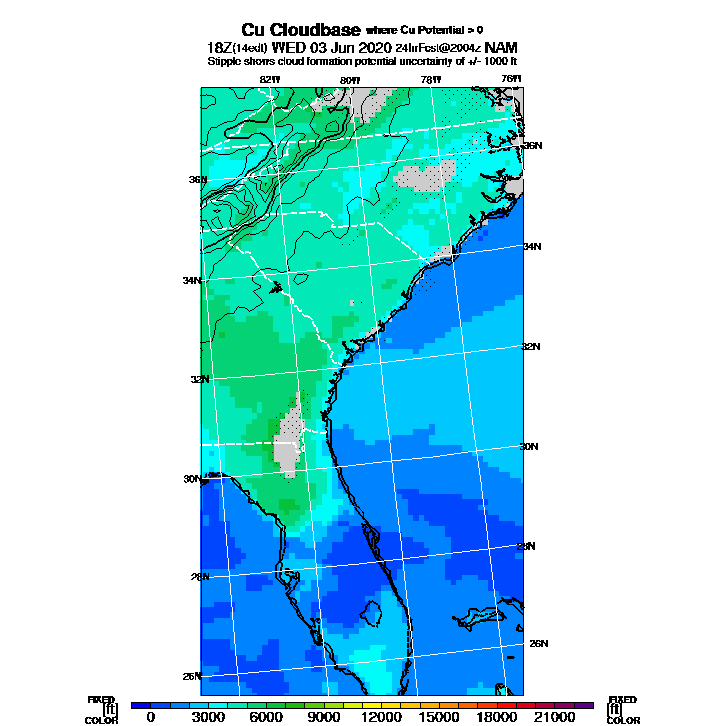 Cu Cloudbase where Cu Potential > 0
18Z(14edt) WED 03 Jun 2020 24hrFcst@2004z NAM
Stipple shows cloud formation potential uncertainty of +/- 1000 ft
82W 80W 78W 76W
36N
36N
34N
34N
32N
32N
30N
30N
28N
28N
26N
26N
FIXED FIXED
[ft] [ft]
COLOR COLOR
0 3000 6000 9000 12000 15000 18000 21000